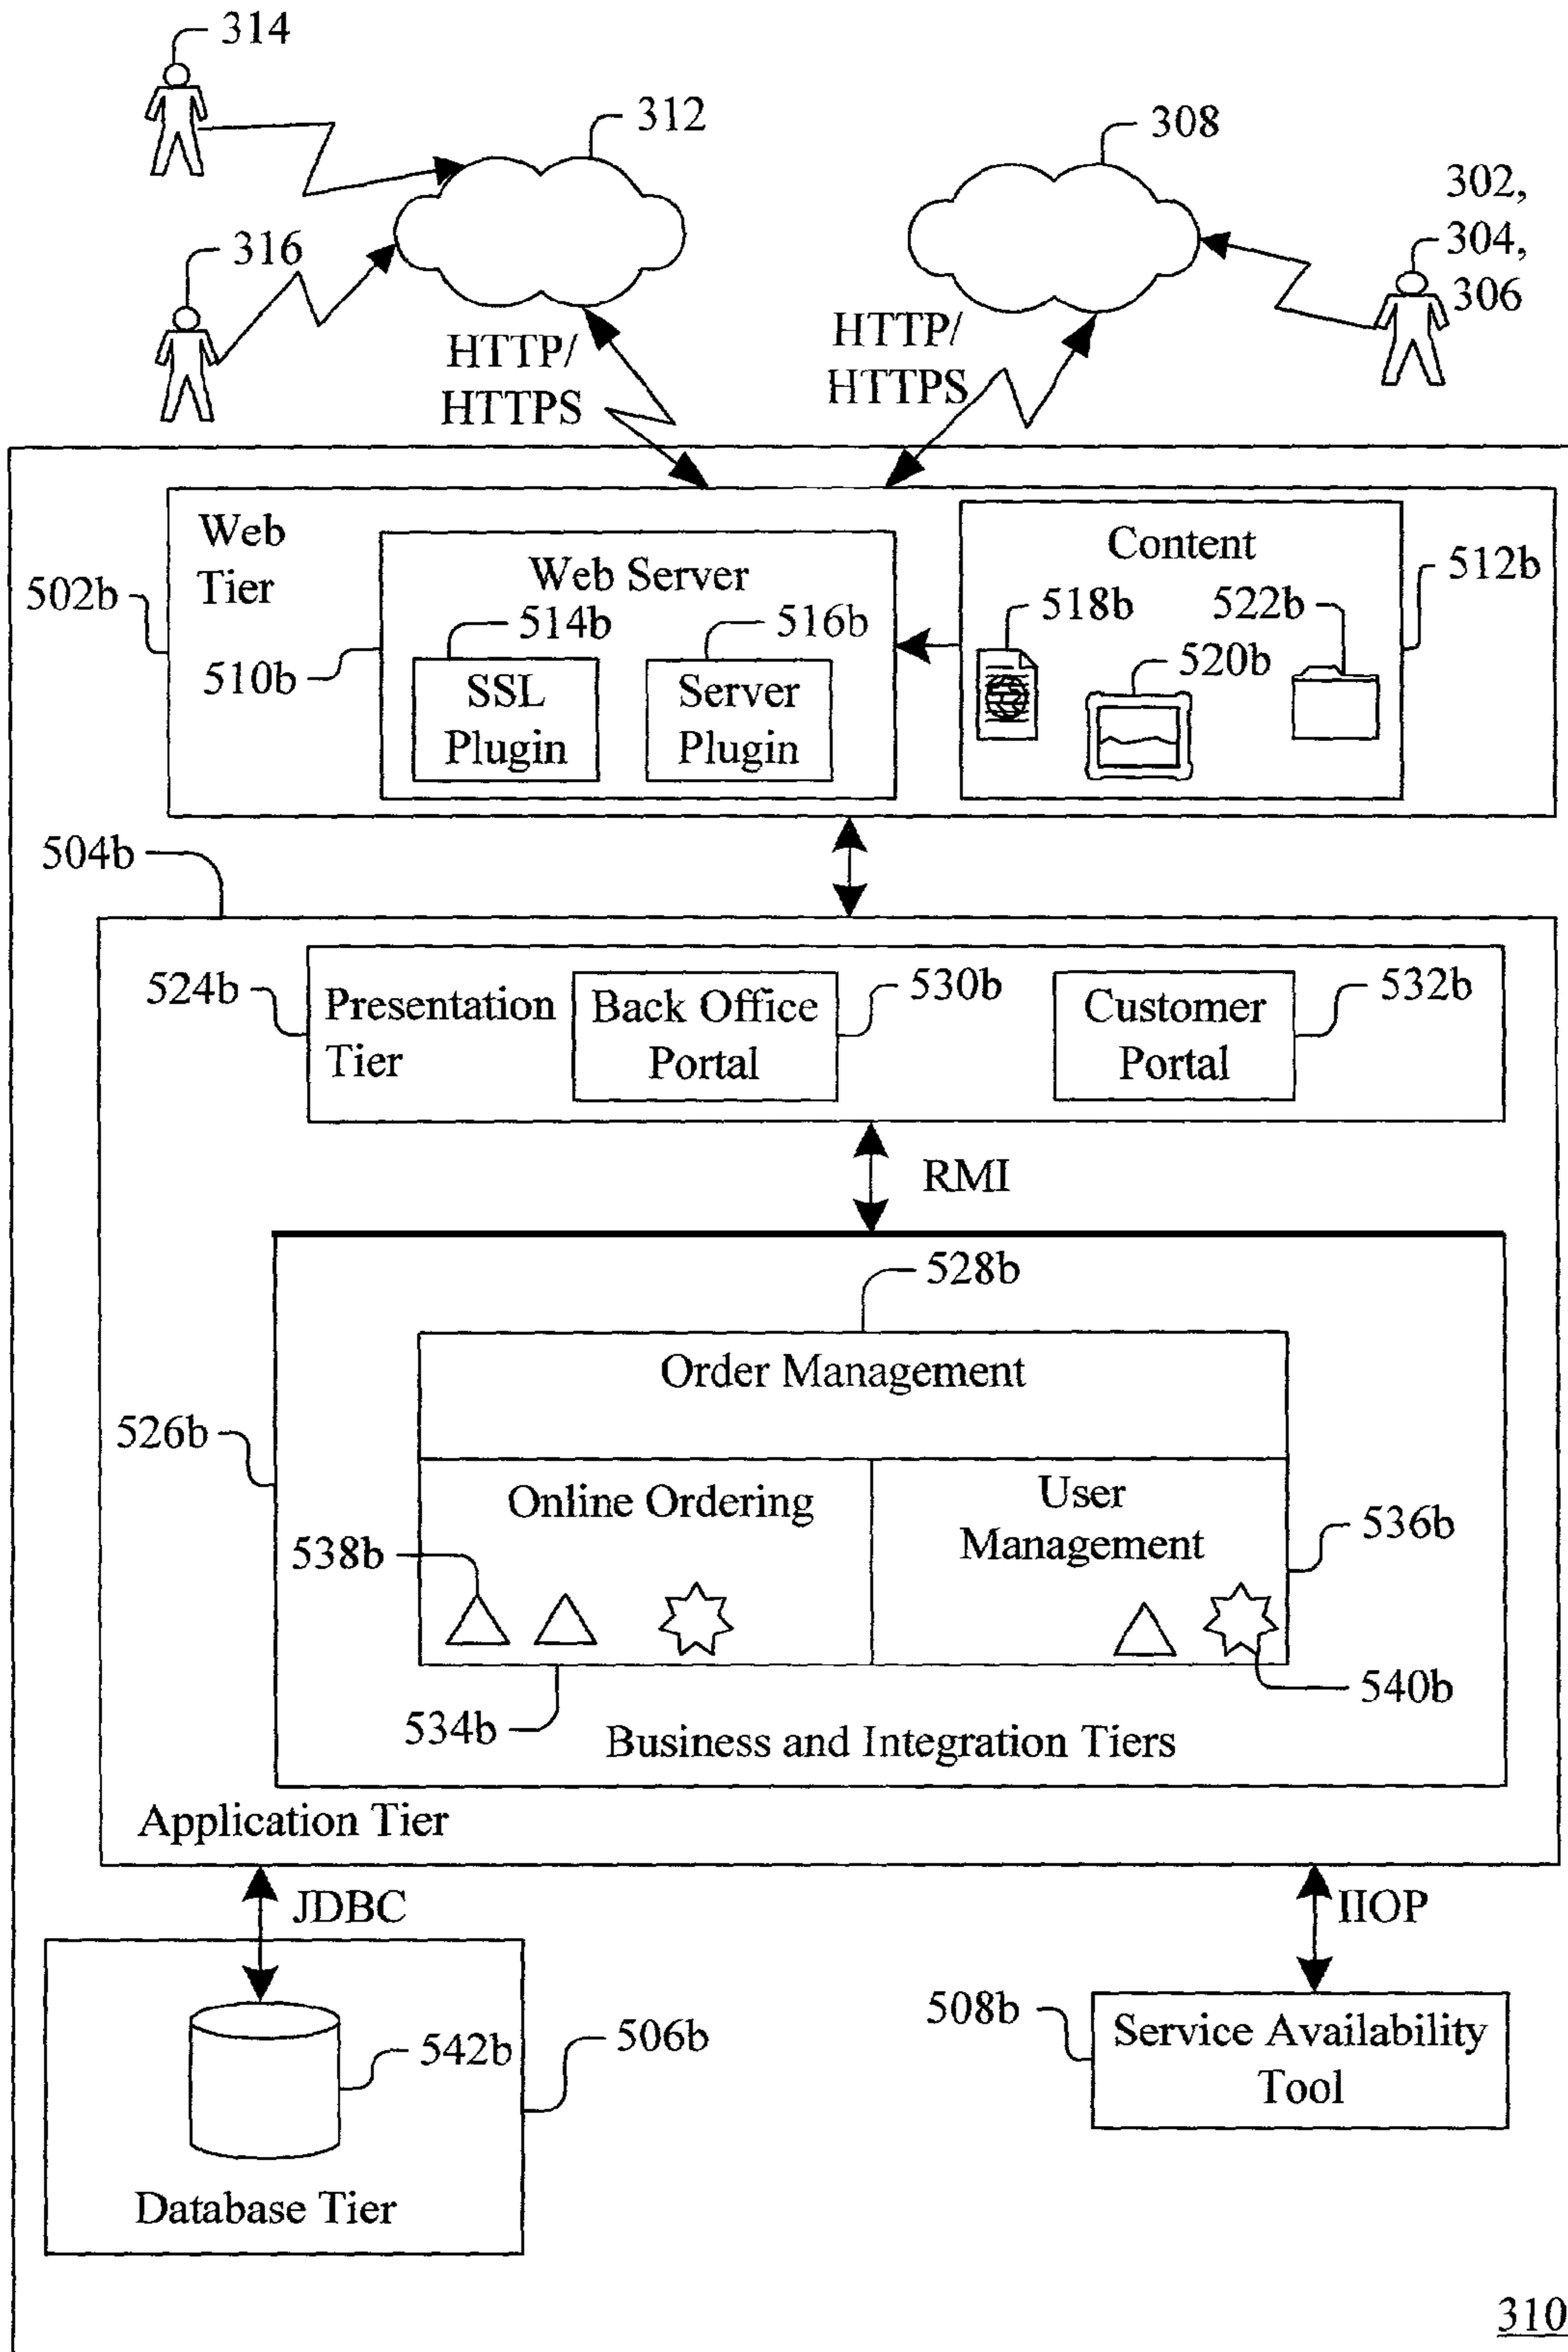 314
312
308
302,
304,
306
316
HTTP/
HTTPS
HTTP/
HTTPS
Web
Tier
502b
Web Server
510b
514b
516b
SSL
Plugin
Server
Plugin
Content
512b
518b
522b
520b
504b
524b
Presentation
Tier
Back Office
Portal
530b
Customer
Portal
532b
RMI
528b
Order Management
526b
Online Ordering
User
Management
536b
538b
540b
534b
Business and Integration Tiers
Application Tier
JDBC
IIOP
508b
Service Availability
Tool
542b
506b
Database Tier
310